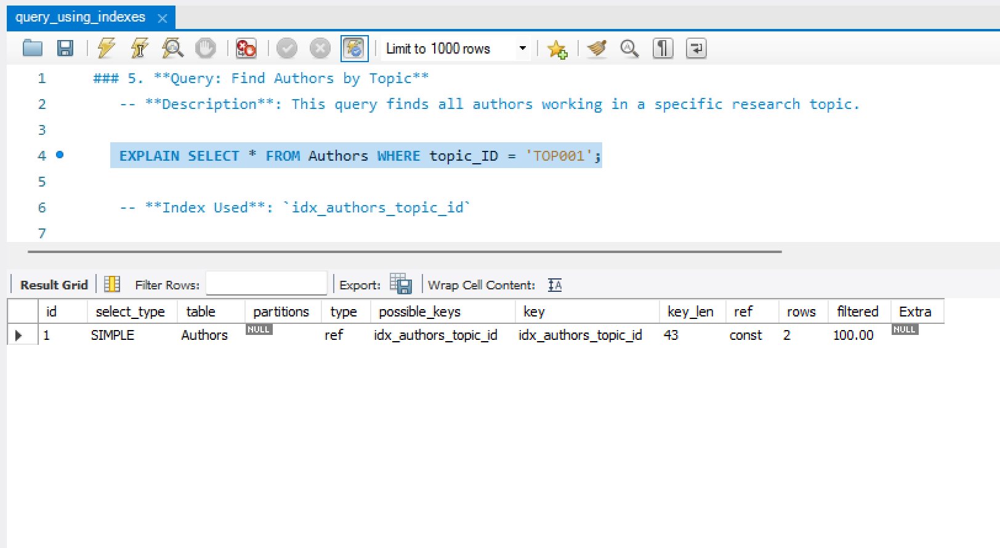 query_using_indexes
Limit to 1000 rows
1 ### 5. **Query: Find Authors by Topic**
2 -- **Description**: This query finds all authors working in a specific research topic.
3
4 EXPLAIN SELECT * FROM Authors WHERE topic_ID = 'TOP001';
5
6 -- **Index Used**: `idx_authors_topic_id`
7
Result Grid Filter Rows: Export: Wrap Cell Content:
id select_type table partitions type possible_keys key key_len ref rows filtered Extra
1 SIMPLE Authors NULL ref idx_authors_topic_id idx_authors_topic_id 43 const 2 100.00 NULL